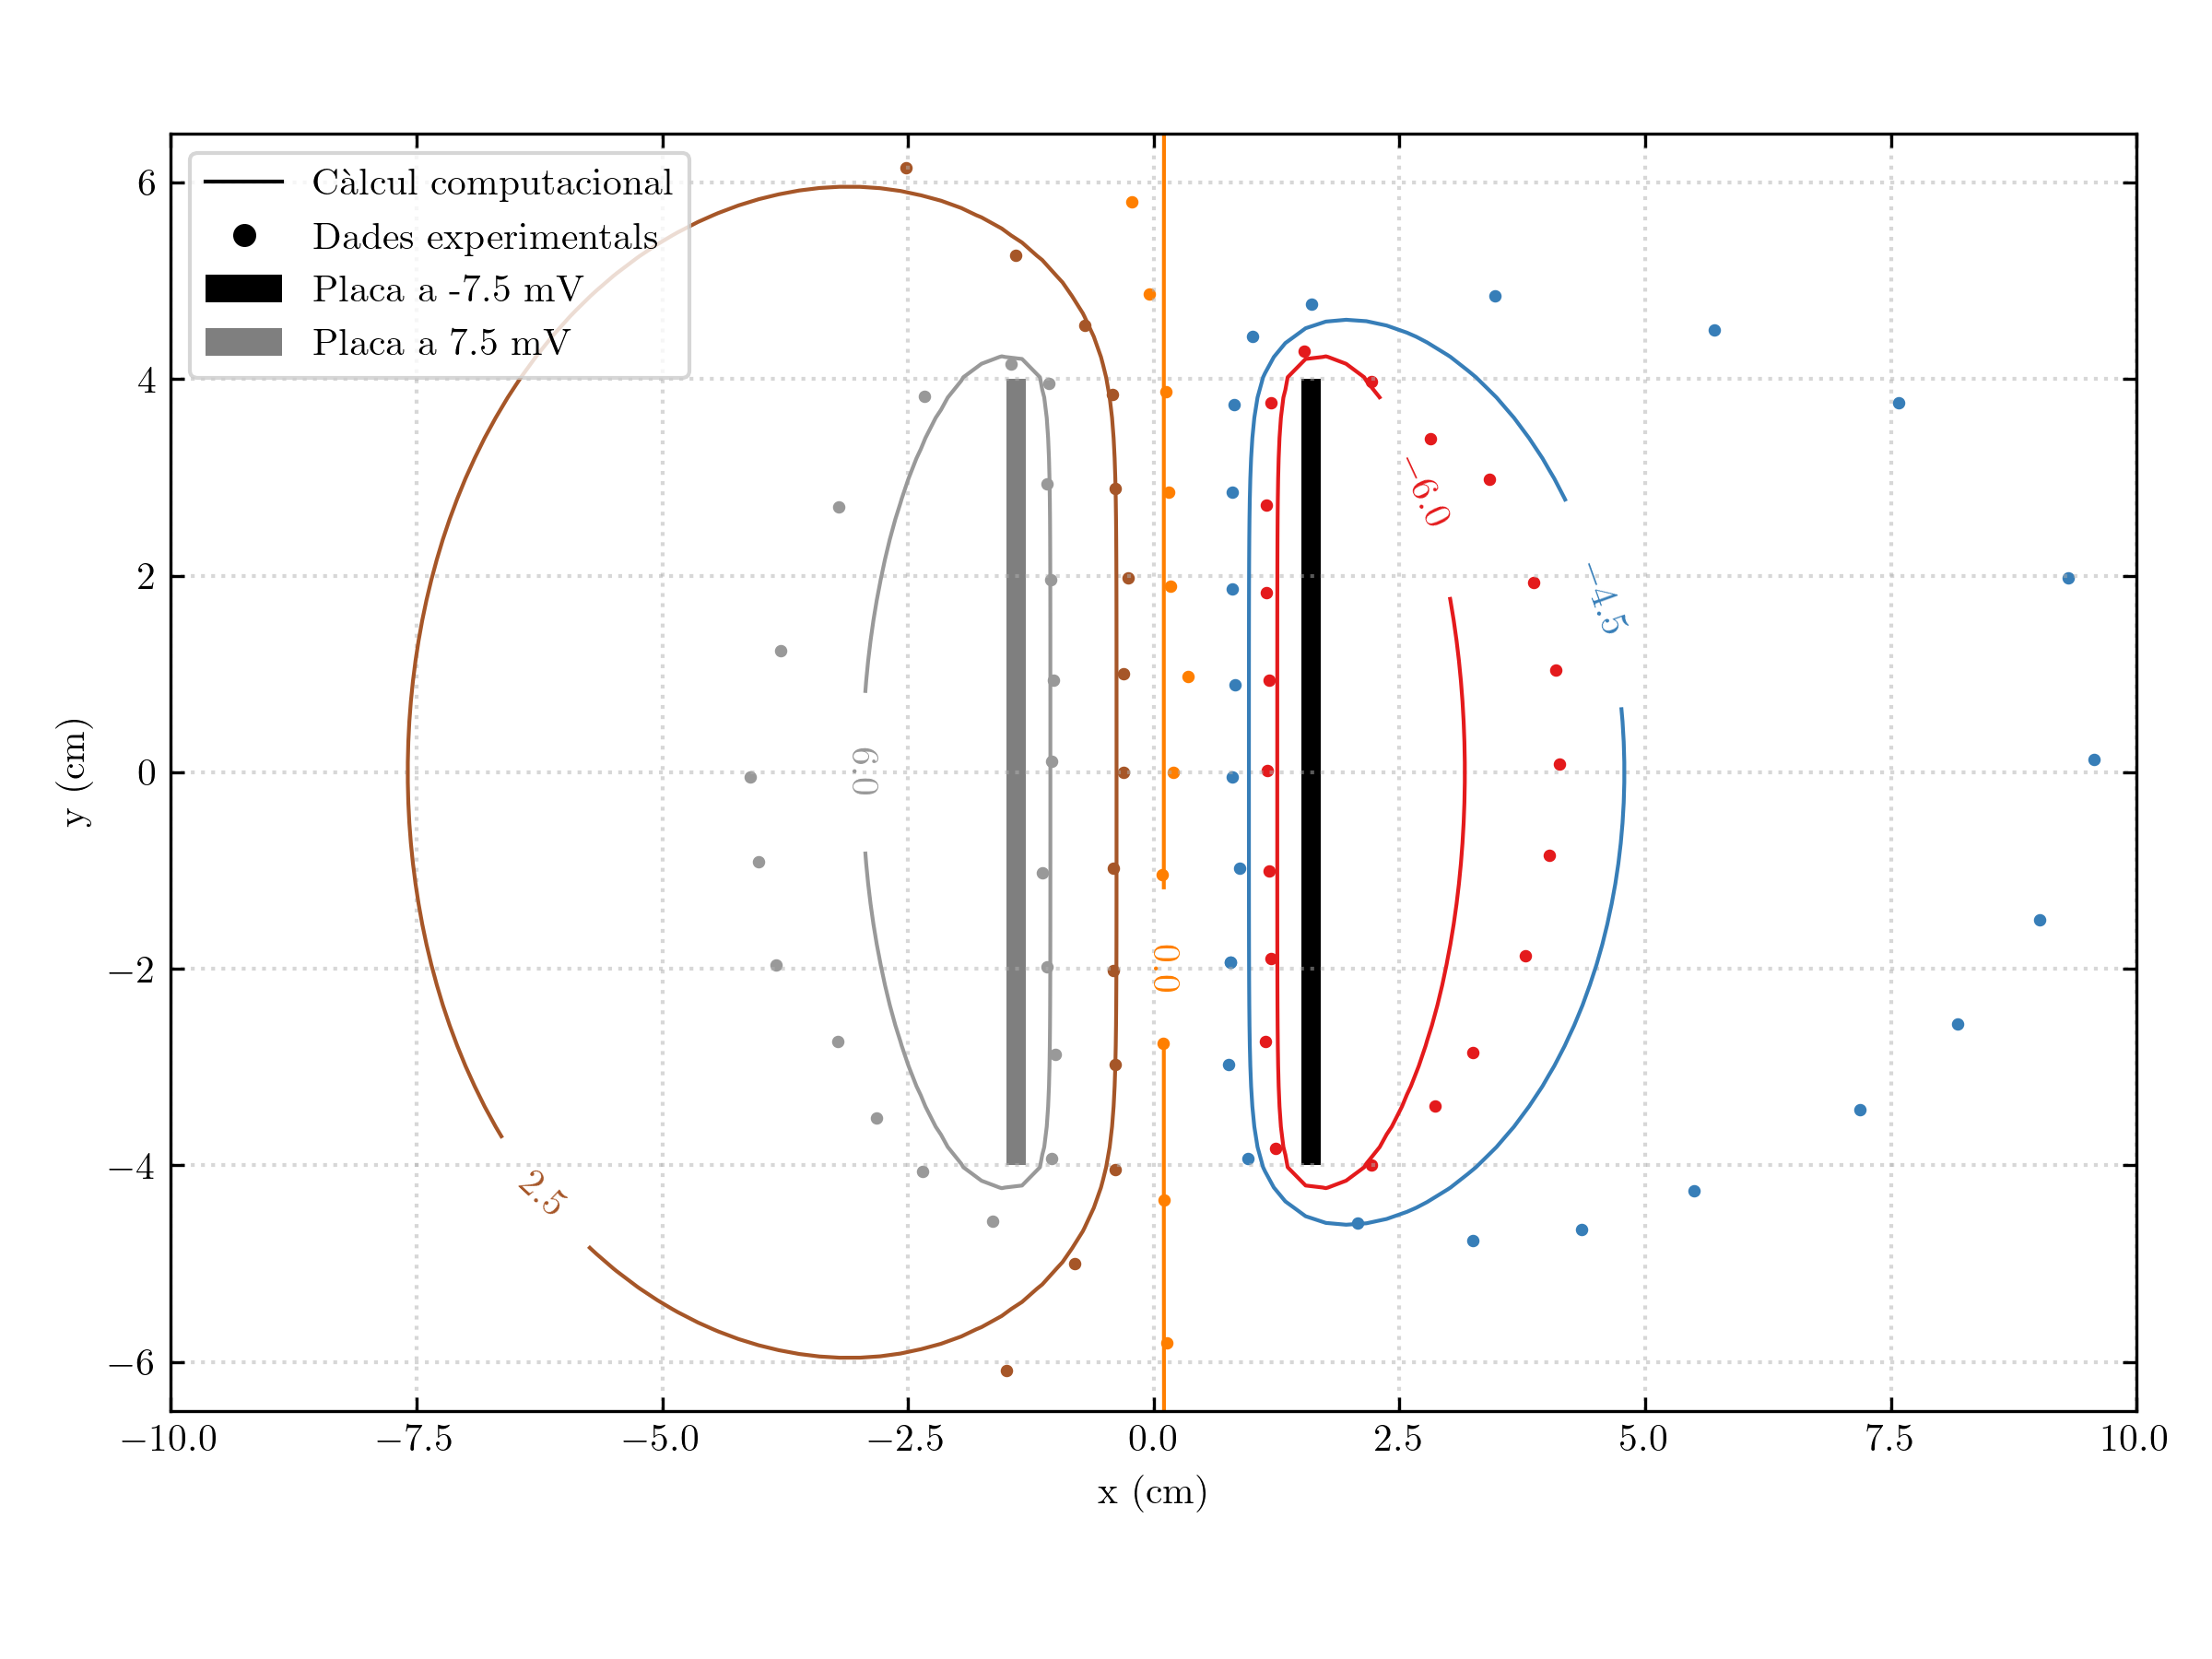 Càlcul computacional
Dades experimentals
Placa a -7.5 mV
Placa a 7.5 mV
6
4
2
0
−2
−4
−6
y (cm)
−6.0
−4.5
6.0
0.0
2.5
−10.0 −7.5 −5.0 −2.5 0.0 2.5 5.0 7.5 10.0
x (cm)